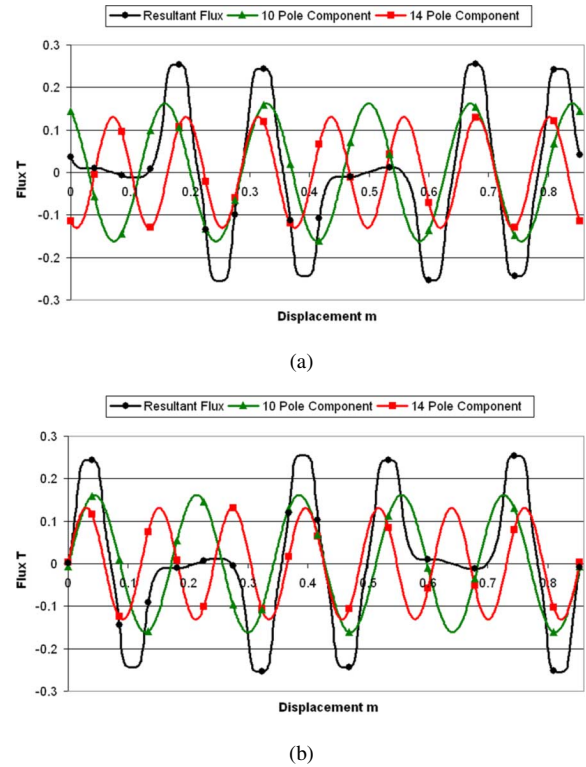 Resultant Flux 10 Pole Component 14 Pole Component
0.3
0.2
0.1
0
-0.1
-0.2
-0.3
Flux T
0 0.1 0.2 0.3 0.4 0.5 0.6 0.7 0.8
Displacement m
(a)
Resultant Flux 10 Pole Component 14 Pole Component
0.3
0.2
0.1
0
-0.1
-0.2
-0.3
Flux T
0 0.1 0.2 0.3 0.4 0.5 0.6 0.7 0.8
Displacement m
(b)